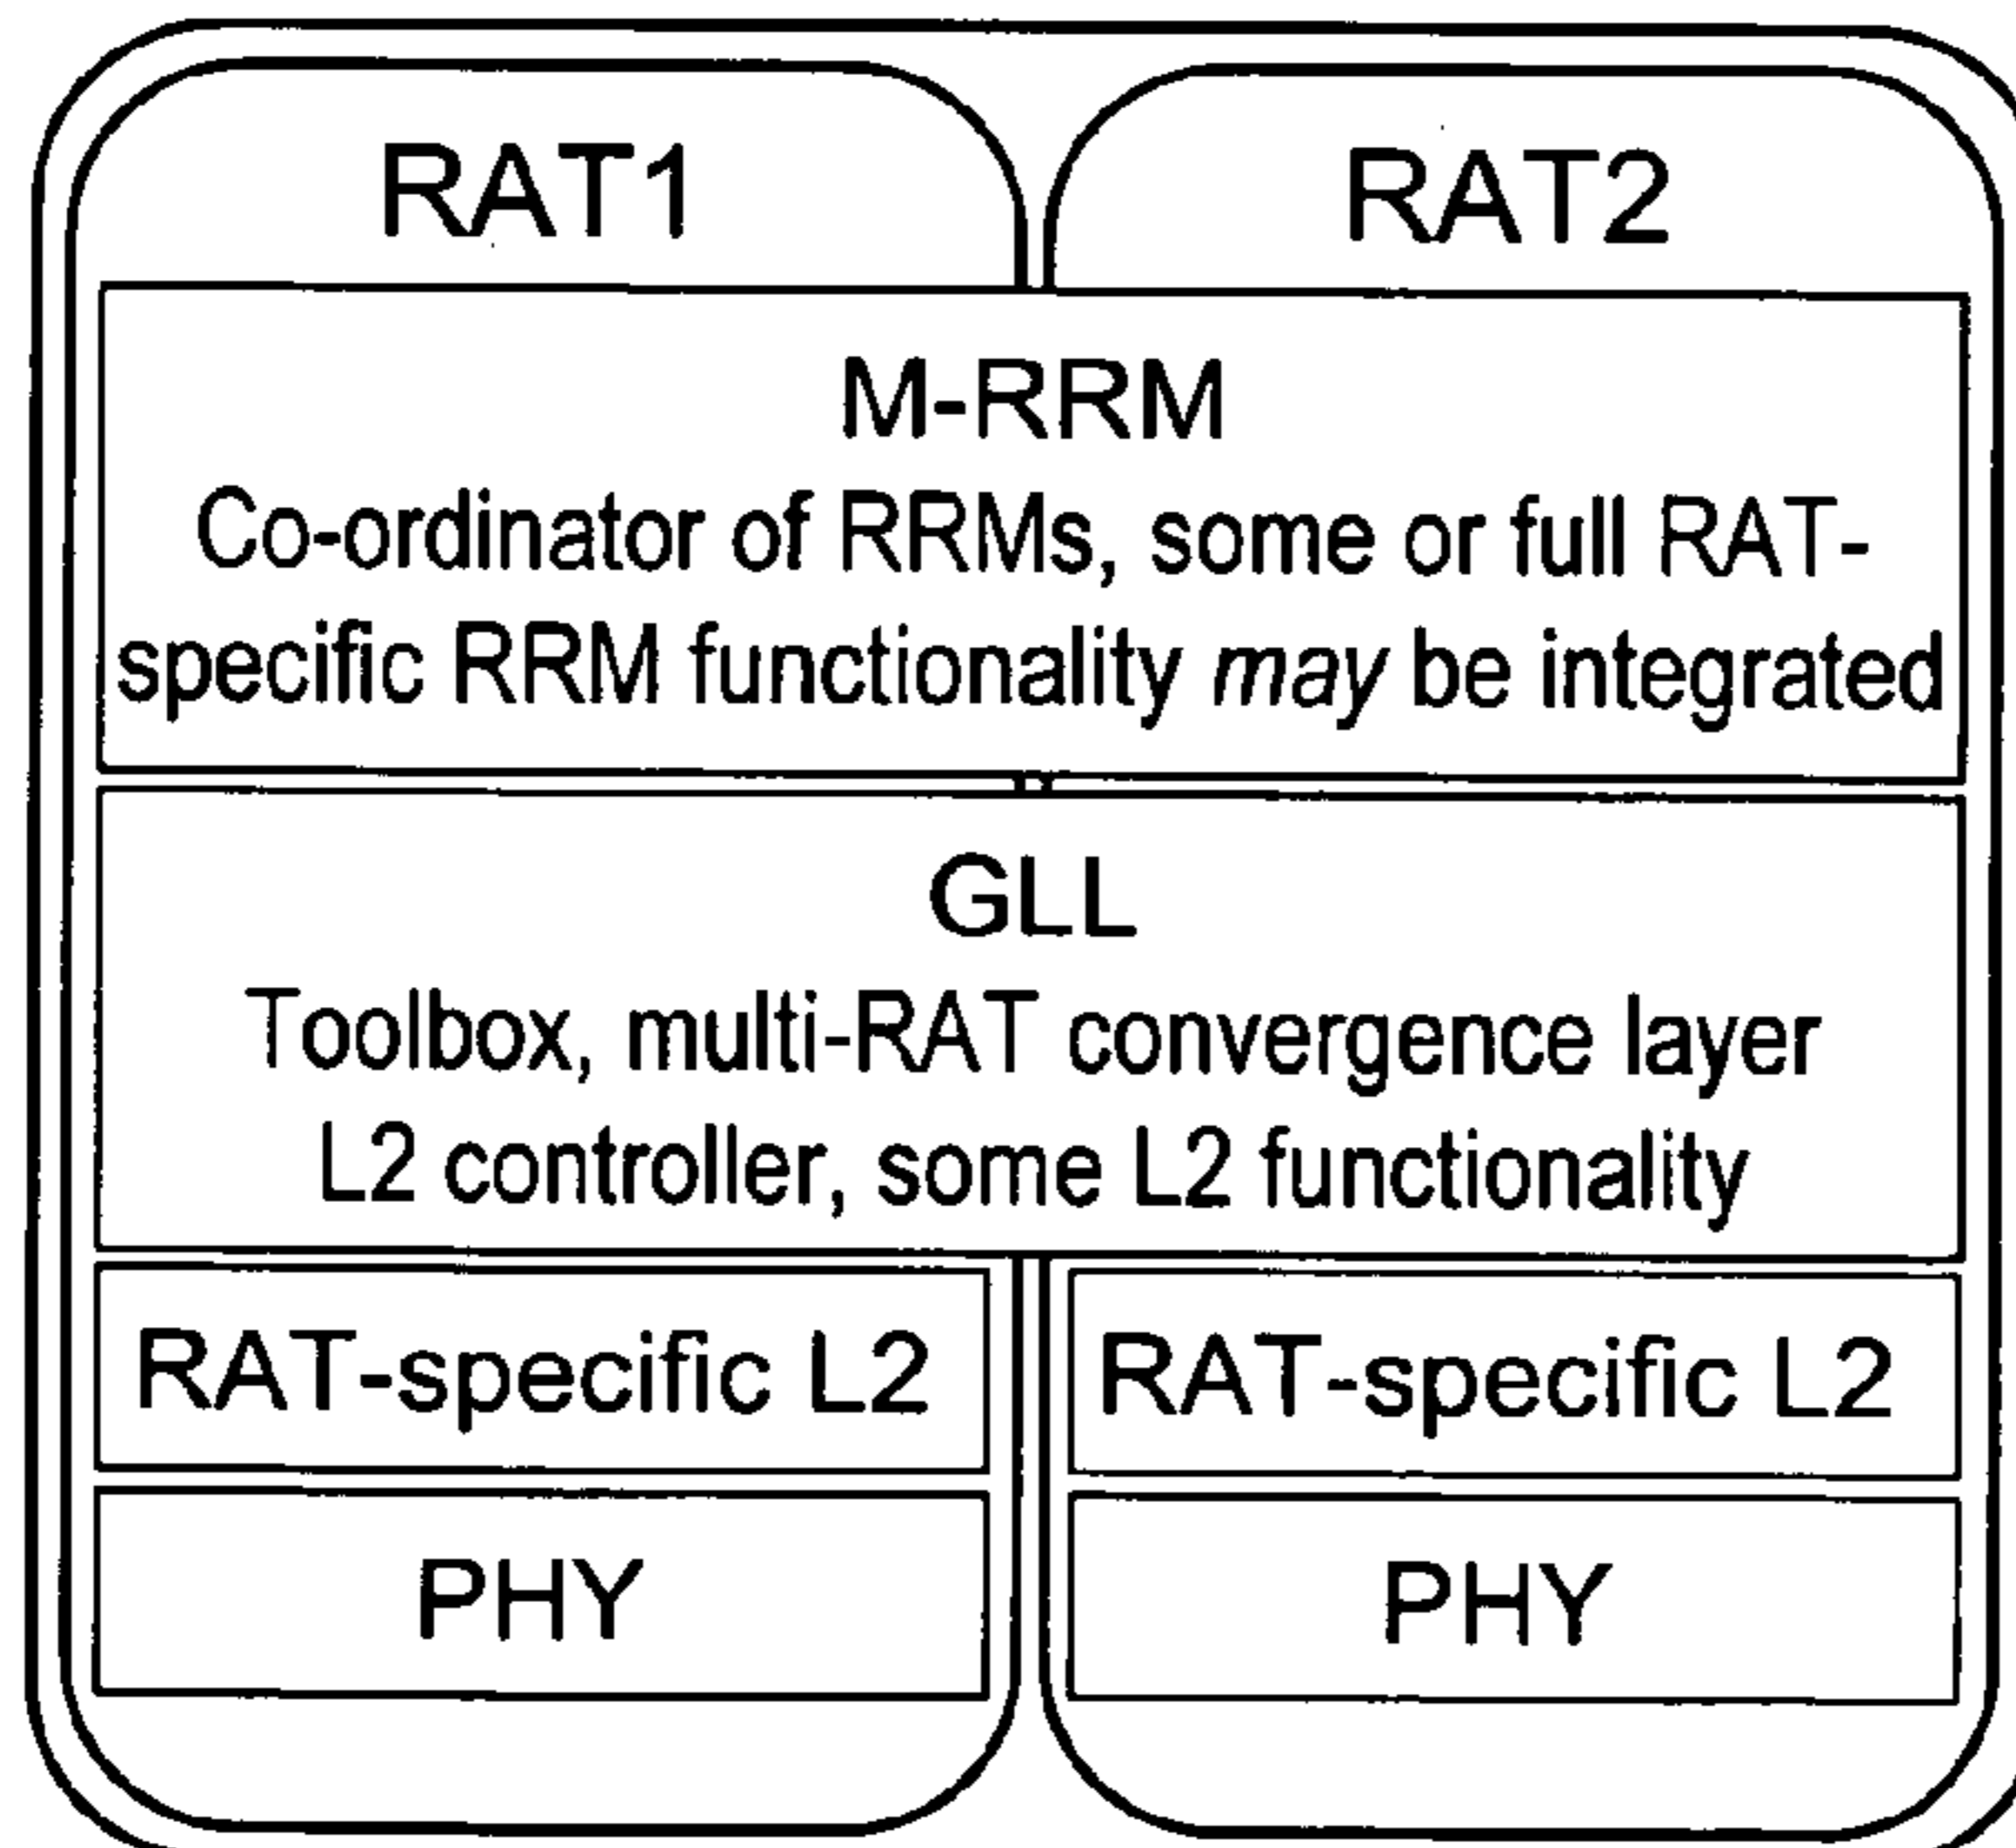 RAT1 RAT2
M-RRM
Co-ordinator of RRMs, some or full RAT-
specific RRM functionality may be integrated
GLL
Toolbox, multi-RAT convergence layer
L2 controller, some L2 functionality
RAT-specific L2 RAT-specific L2
PHY PHY